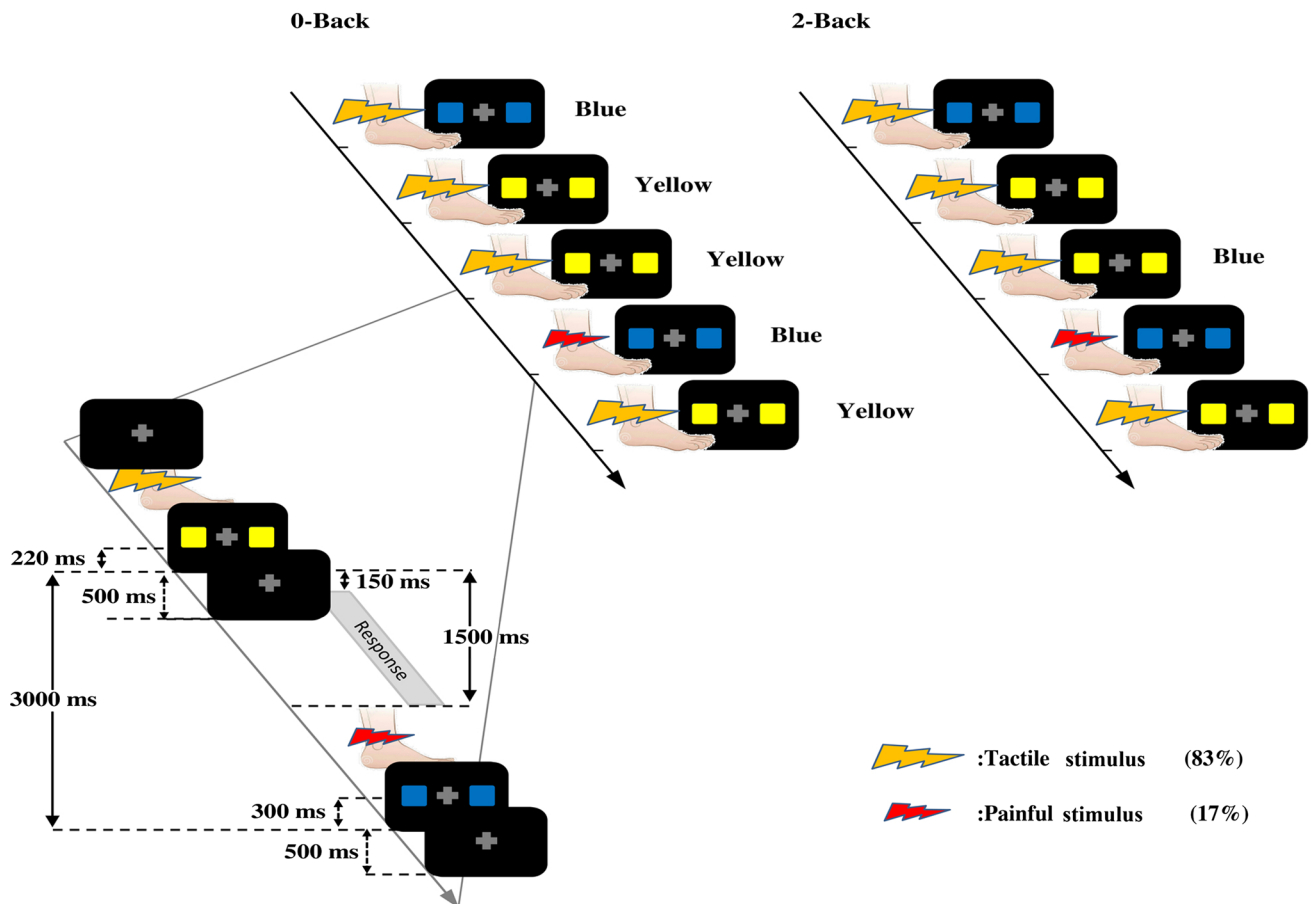 0-Back
2-Back
Blue
Yellow
Yellow
Blue
Blue
Yellow
220 ms
500 ms
150 ms
1500 ms
Response
3000 ms
300 ms
500 ms
:Tactile stimulus (83%)
:Painful stimulus (17%)